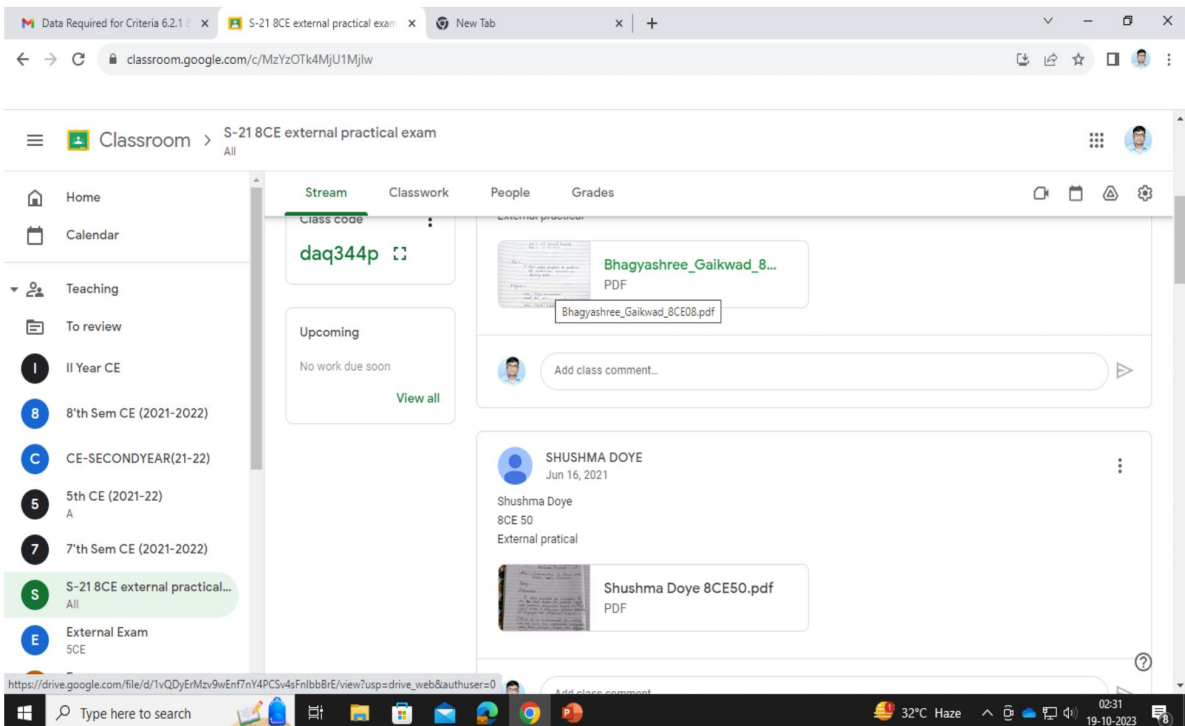 Data Required for Criteria 6.2.1
S-21 8CE external practical exam
New Tab
classroom.google.com/c/MzYzOTk4MjU1MjIw
Classroom
S-21 8CE external practical exam
All
Home
Calendar
Teaching
To review
I
II Year CE
8
8'th Sem CE (2021-2022)
C
CE-SECONDYEAR(21-22)
5
5th CE (2021-22)
A
7
7'th Sem CE (2021-2022)
S
S-21 8CE external practical...
All
E
External Exam
5CE
Stream Classwork People Grades
Class code
daq344p
Upcoming
No work due soon
View all
External practical
Bhagyashree_Gaikwad_8...
PDF
Bhagyashree_Gaikwad_8CE08.pdf
Add class comment...
SHUSHMA DOYE
Jun 16, 2021
Shushma Doye
8CE 50
External pratical
Shushma Doye 8CE50.pdf
PDF
Add class comment
https://drive.google.com/file/d/1vQDyErMzv9wEnf7nY4PCSv4sFnIbbBrE/view?usp=drive_web&authuser=0
Type here to search
32°C Haze
02:31
19-10-2023
8